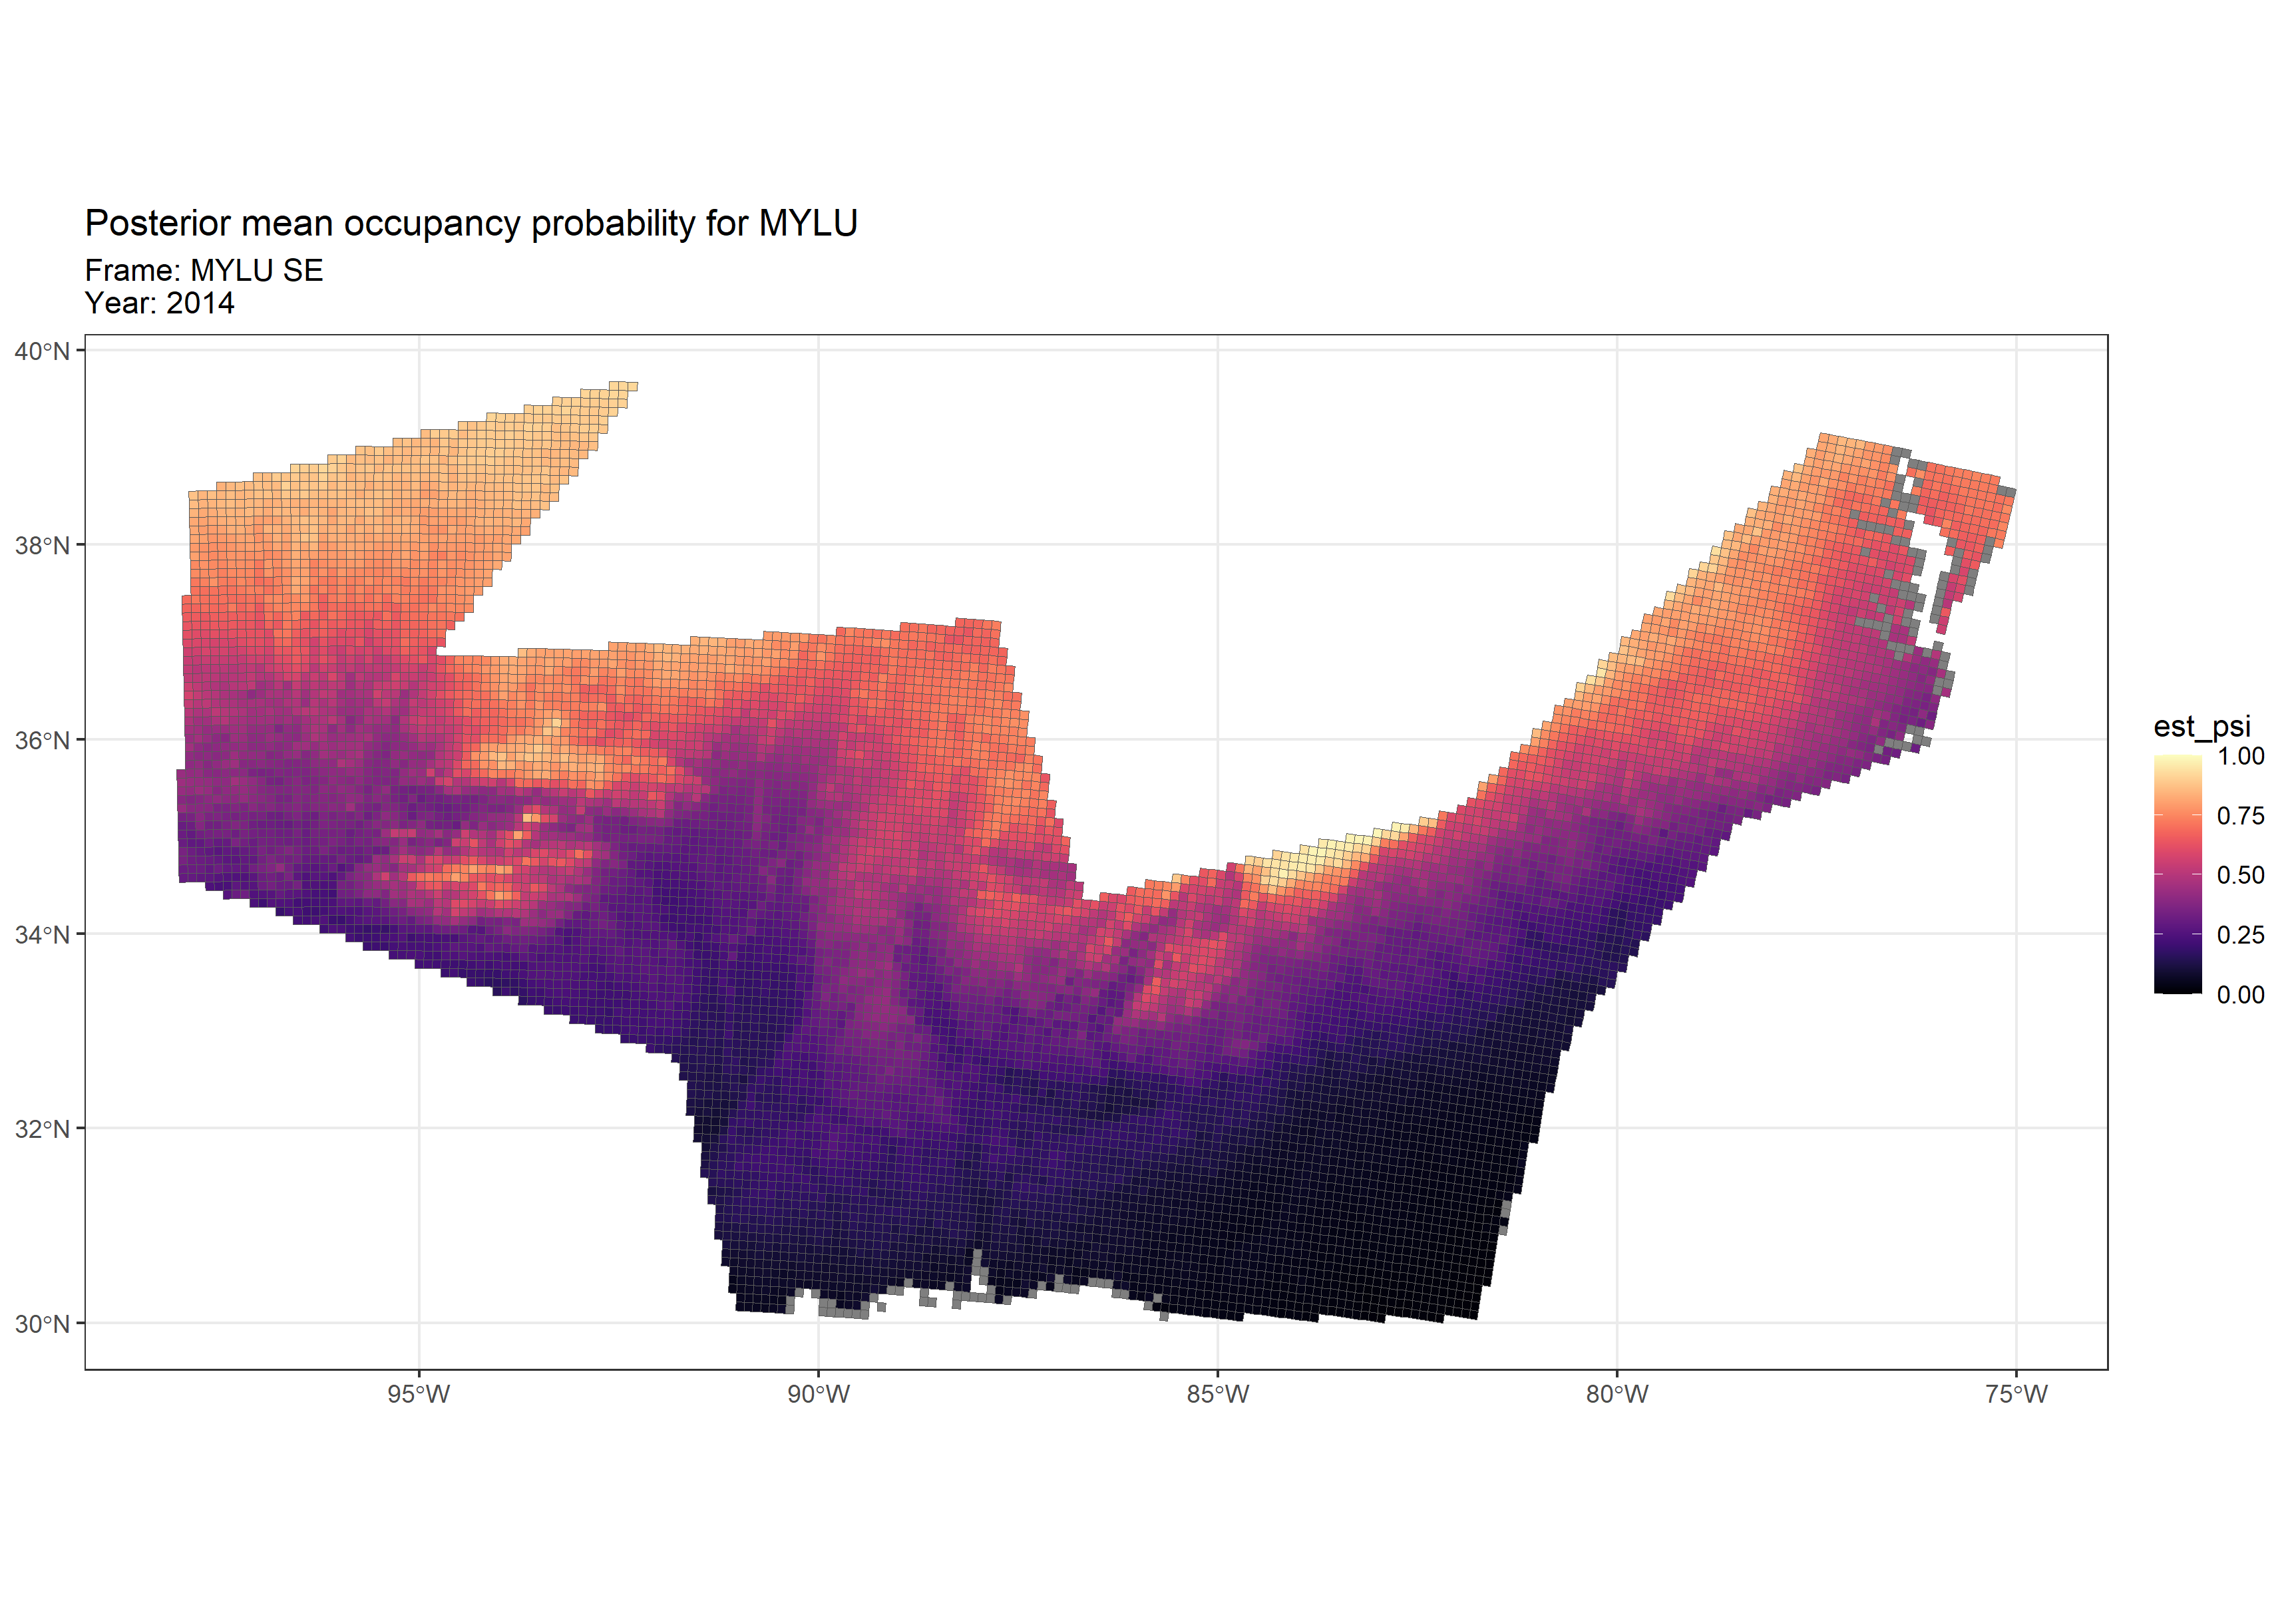 Posterior mean occupancy probability for MYLU
Frame: MYLU SE
Year: 2014
40°N
38°N
36°N
34°N
32°N
30°N
95°W
90°W
85°W
80°W
75°W
est_psi
1.00
0.75
0.50
0.25
0.00